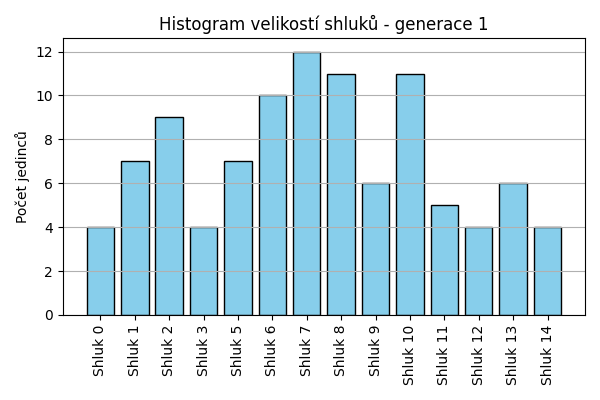 Histogram velikostí shluků - generace 1
Počet jedinců
12
10
8
6
4
2
0
Shluk 0
Shluk 1
Shluk 2
Shluk 3
Shluk 5
Shluk 6
Shluk 7
Shluk 8
Shluk 9
Shluk 10
Shluk 11
Shluk 12
Shluk 13
Shluk 14